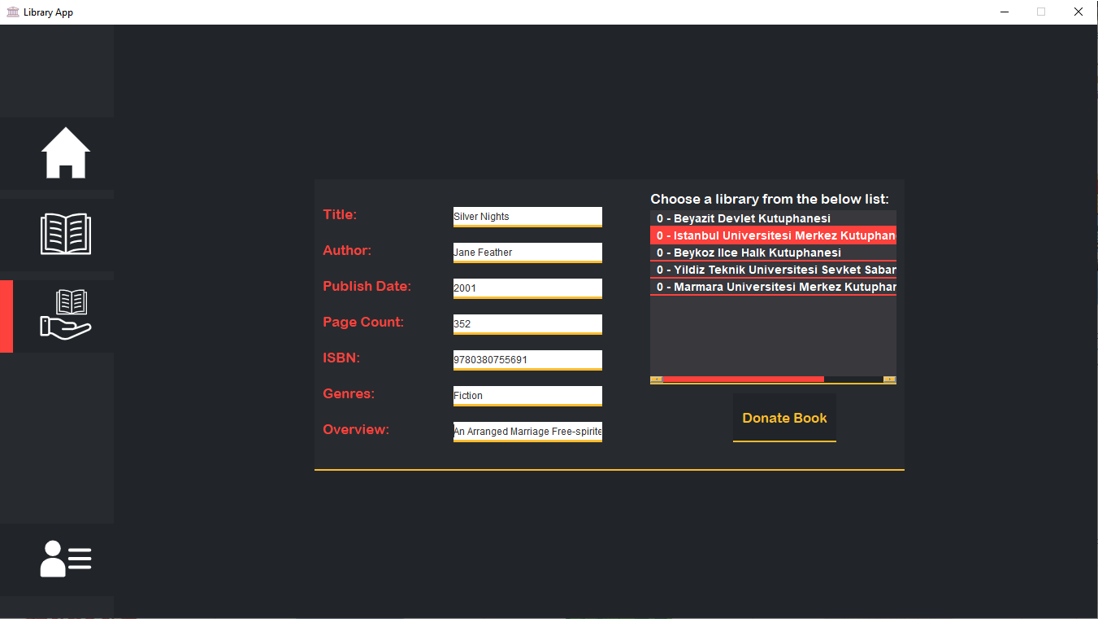 Library App
Title:
Silver Nights
Author:
Jane Feather
Publish Date:
2001
Page Count:
352
ISBN:
9780380755691
Genres:
Fiction
Overview:
An Arranged Marriage Free-spirite
Choose a library from the below list:
0 - Beyazit Devlet Kutuphanesi
0 - Istanbul Universitesi Merkez Kutuphan
0 - Beykoz Ilce Halk Kutuphanesi
0 - Yildiz Teknik Universitesi Sevket Sabar
0 - Marmara Universitesi Merkez Kutuphar
Donate Book